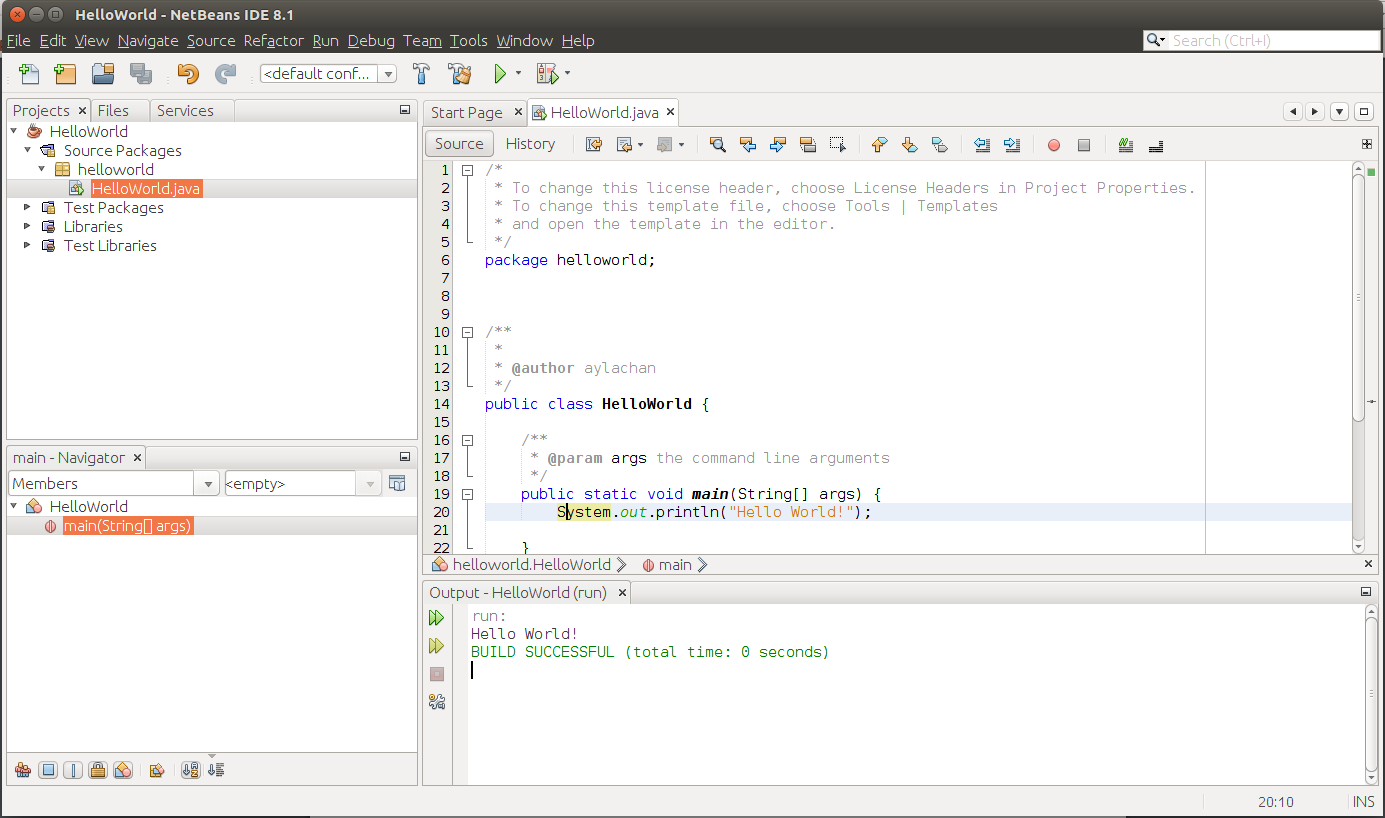 HelloWorld - NetBeans IDE 8.1
File Edit View Navigate Source Refactor Run Debug Team Tools Window Help
Search (Ctrl+I)
<default conf...
Projects Files Services
HelloWorld
Source Packages
helloworld
HelloWorld.java
Test Packages
Libraries
Test Libraries
main - Navigator
Members <empty>
HelloWorld
main(String[] args)
Start Page HelloWorld.java
Source History
1 /*
2 * To change this license header, choose License Headers in Project Properties.
3 * To change this template file, choose Tools | Templates
4 * and open the template in the editor.
5 */
6 package helloworld;
7
8
9
10 /**
11 *
12 * @author aylachan
13 */
14 public class HelloWorld {
15
16 /**
17 * @param args the command line arguments
18 */
19 public static void main(String[] args) {
20 System.out.println("Hello World!");
21
22 }
helloworld.HelloWorld main
Output - HelloWorld (run)
run:
Hello World!
BUILD SUCCESSFUL (total time: 0 seconds)
20:10 INS